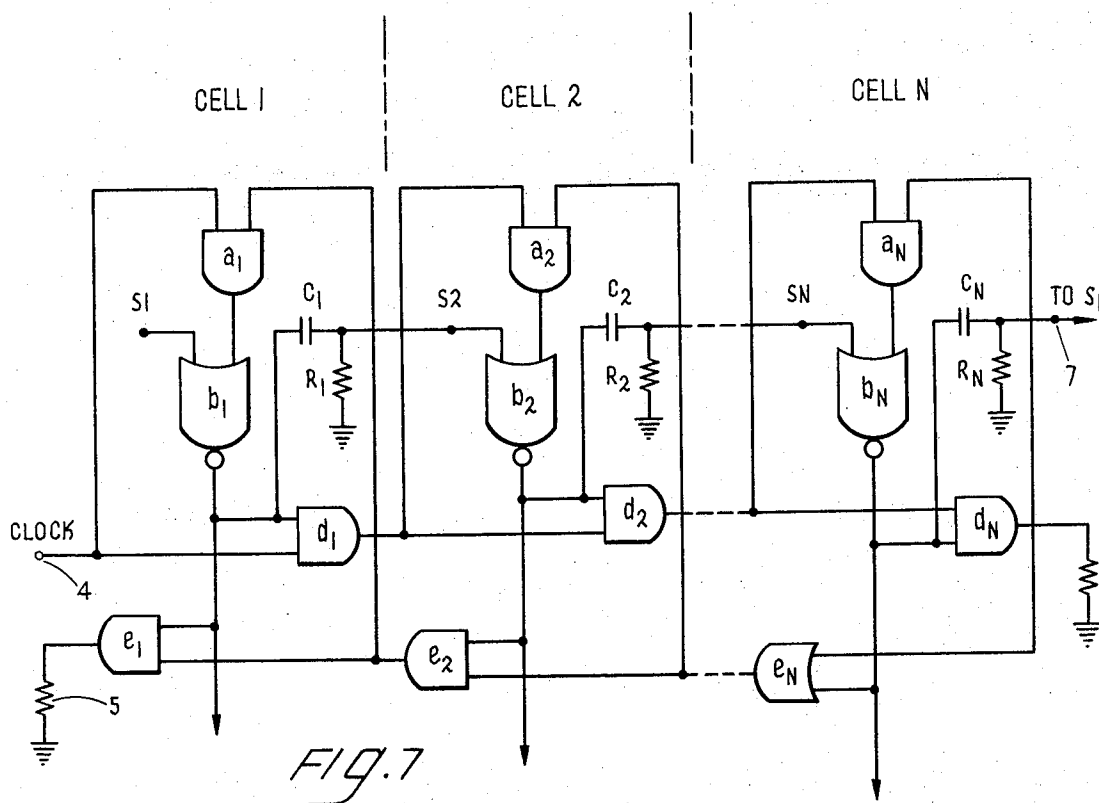 CELL 1
CELL 2
CELL N
a1
a2
aN
S1
C1
S2
C2
SN
CN
TO S1
b1
R1
b2
R2
bN
RN
7
CLOCK
4
d1
d2
dN
e1
e2
eN
5
FIG.7